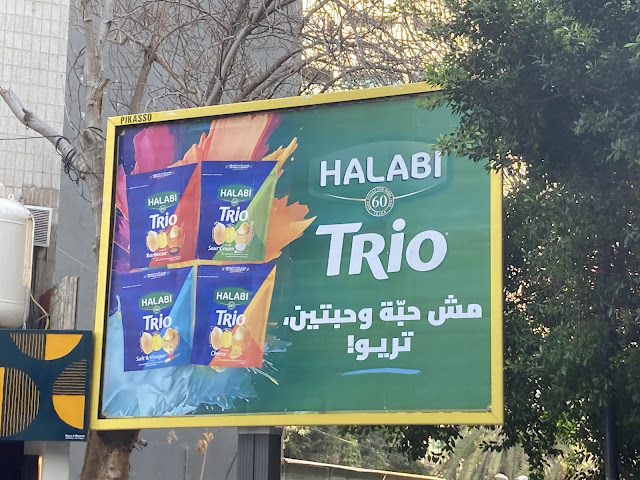 PIKASSO
HALABI
60
YEARS
TRio
مش حبّة وحبتين،
تريو!
HALABI
TRio
Barbecue
HALABI
TRio
Sour Cream
HALABI
TRio
Salt & Vinegar
HALABI
TRio
Cheese